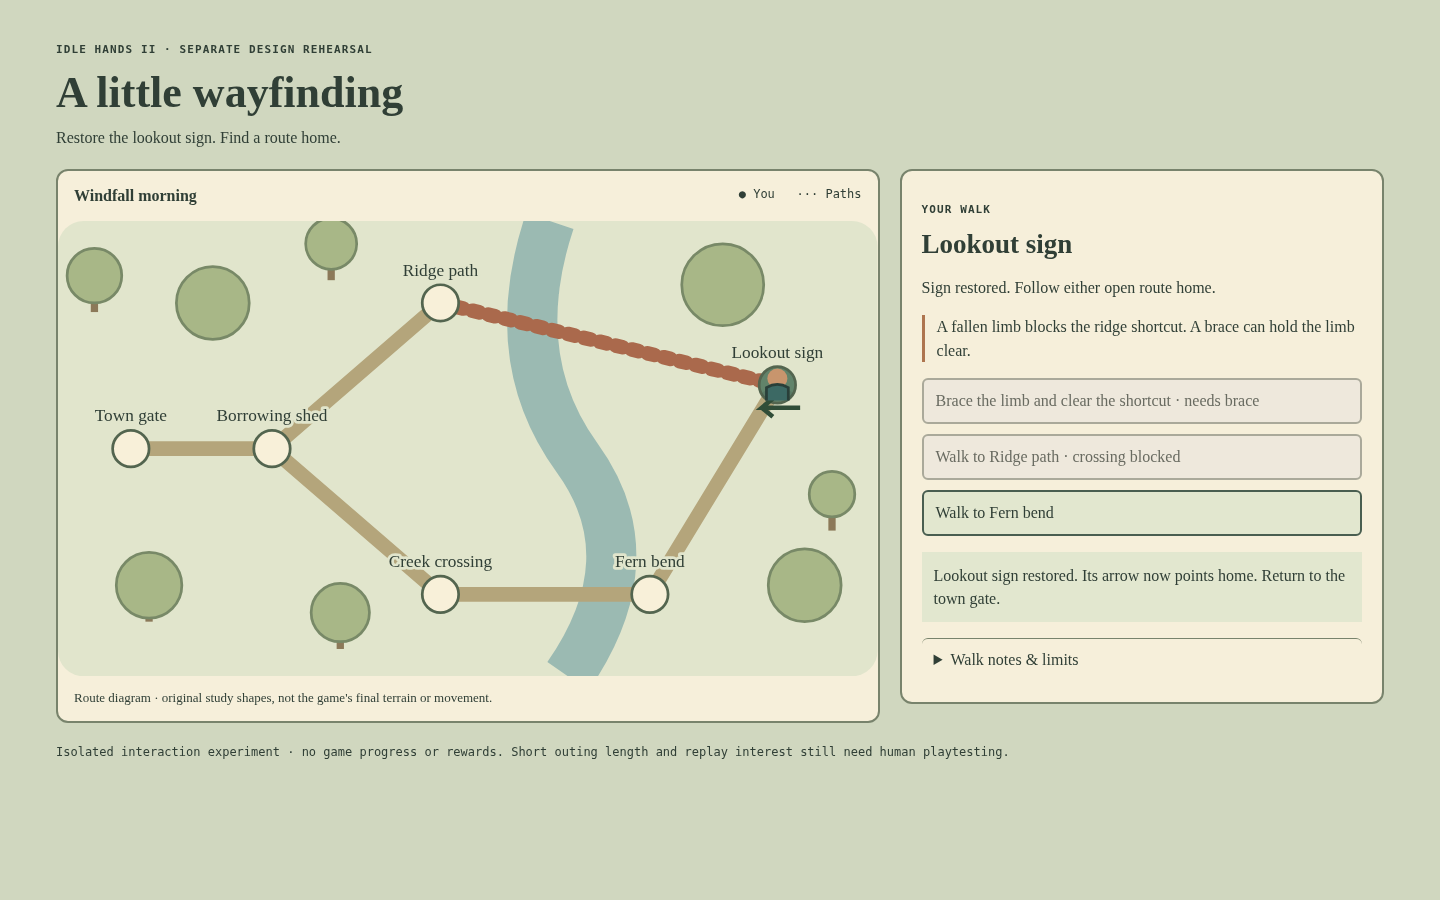 IDLE HANDS II · SEPARATE DESIGN REHEARSAL
A little wayfinding
Restore the lookout sign. Find a route home.
Windfall morning
● You ··· Paths
Ridge path
Lookout sign
Town gate
Borrowing shed
Creek crossing
Fern bend
Route diagram · original study shapes, not the game's final terrain or movement.
YOUR WALK
Lookout sign
Sign restored. Follow either open route home.
A fallen limb blocks the ridge shortcut. A brace can hold the limb
clear.
Brace the limb and clear the shortcut · needs brace
Walk to Ridge path · crossing blocked
Walk to Fern bend
Lookout sign restored. Its arrow now points home. Return to the
town gate.
▶ Walk notes & limits
Isolated interaction experiment · no game progress or rewards. Short outing length and replay interest still need human playtesting.